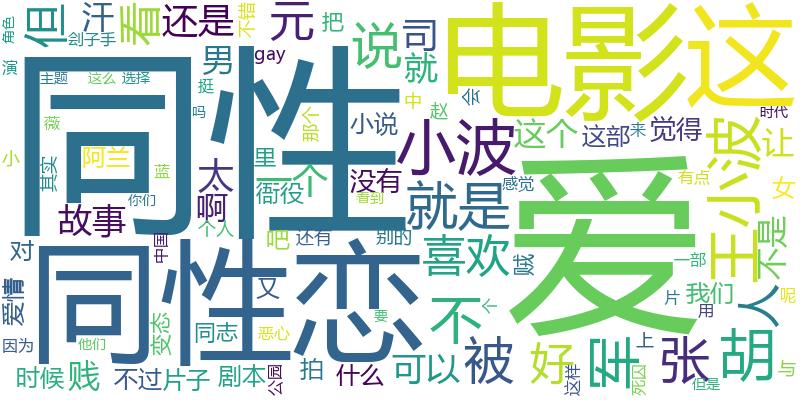 但
汗
看
还是
元
把
不错
说
司
电影
这
角色
刽子手
演
主题
这么
选择
男
gay
就
会
同性
挺
吗
那个
中
赵
小说
小波
这个
这部
来
觉得
时代
让
小
薇
阿兰
其实
蓝
太
里
一个
没有
看到
感觉
爱
有点
女
王小波
故事
你们
啊
衙役
就是
不是
对
中国
个人
吧
还有
别的
喜欢
贼
一部
同性恋
爱情
变态
同志
又
恶心
要
不
个
我们
人
片
用
呢
因为
他们
公园
拍
被
好
军
张
胡
上
与
时候
贱
不过
片子
剧本
什么
可以
这样
死囚
但是